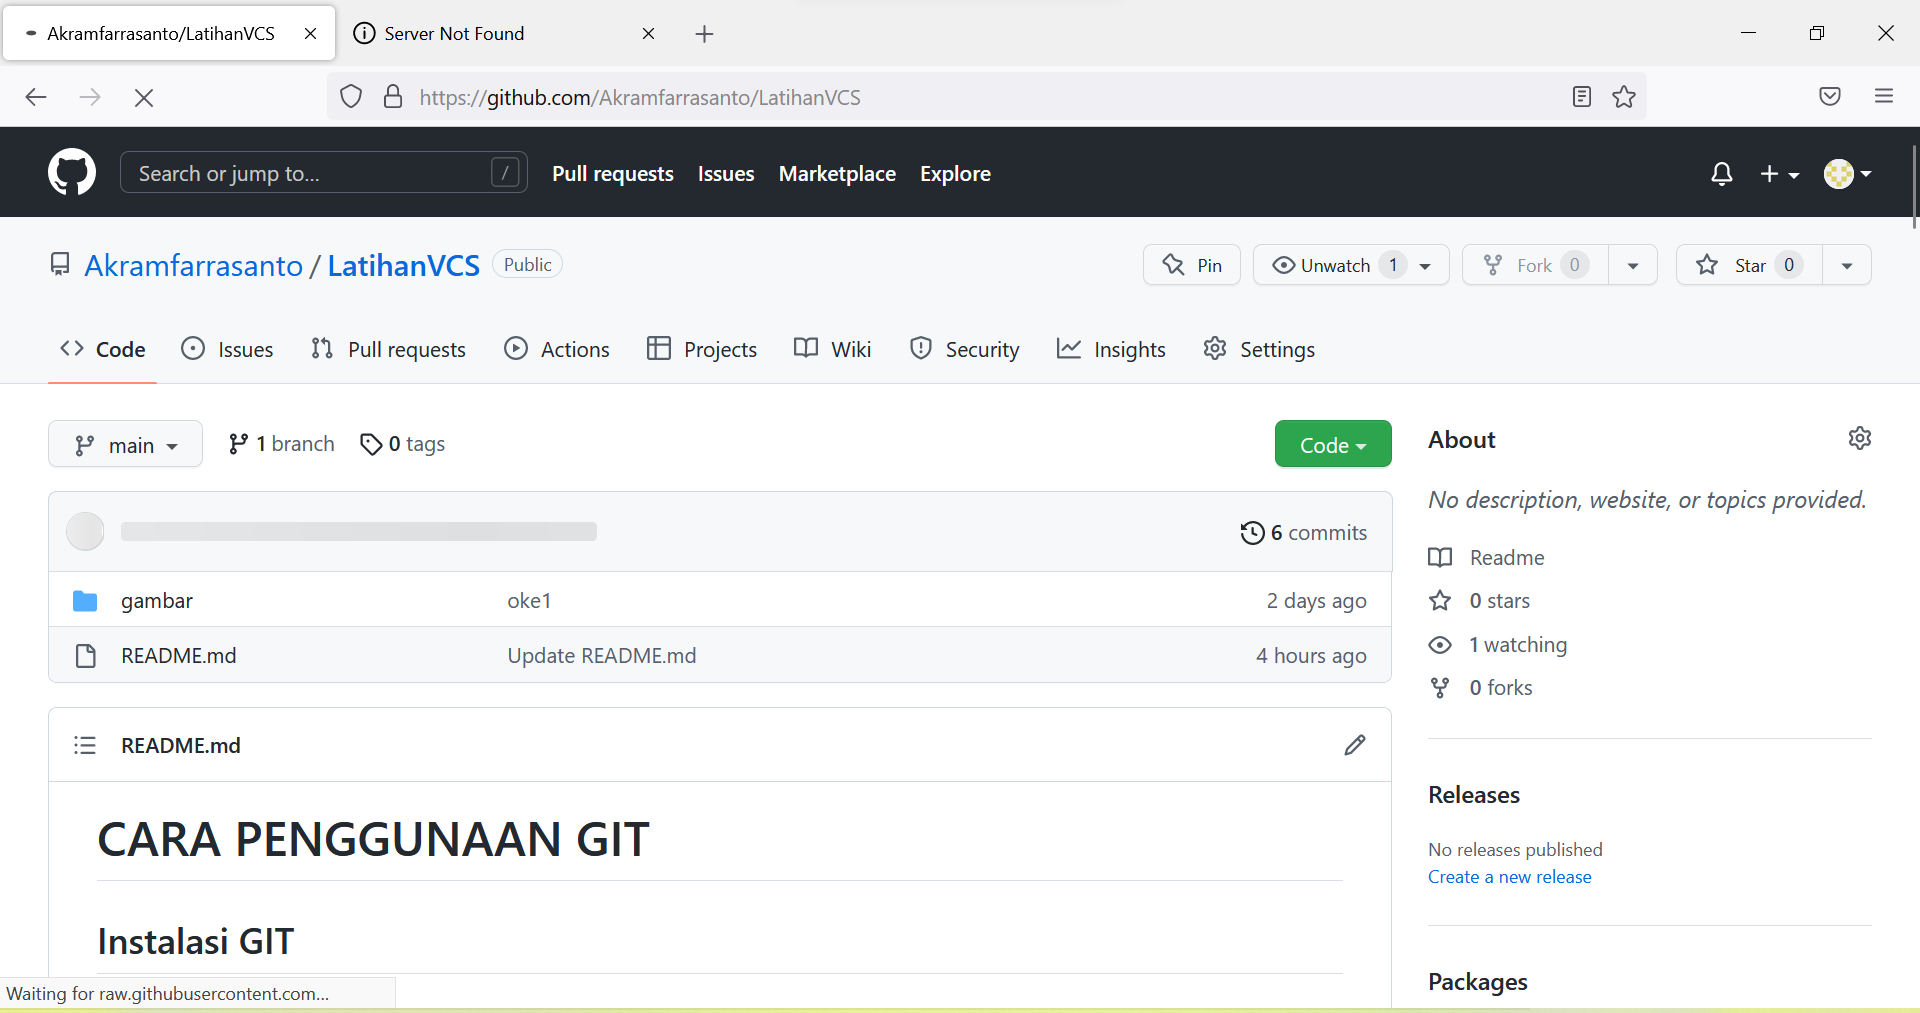 Akramfarrasanto/LatihanVCS
Server Not Found
https://github.com/Akramfarrasanto/LatihanVCS
Search or jump to...
/
Pull requests
Issues
Marketplace
Explore
Akramfarrasanto / LatihanVCS
Public
Pin
Unwatch 1
Fork 0
Star 0
Code
Issues
Pull requests
Actions
Projects
Wiki
Security
Insights
Settings
main
1 branch
0 tags
Code
6 commits
gambar
oke1
2 days ago
README.md
Update README.md
4 hours ago
README.md
CARA PENGGUNAAN GIT
Instalasi GIT
About
No description, website, or topics provided.
Readme
0 stars
1 watching
0 forks
Releases
No releases published
Create a new release
Packages
Waiting for raw.githubusercontent.com...